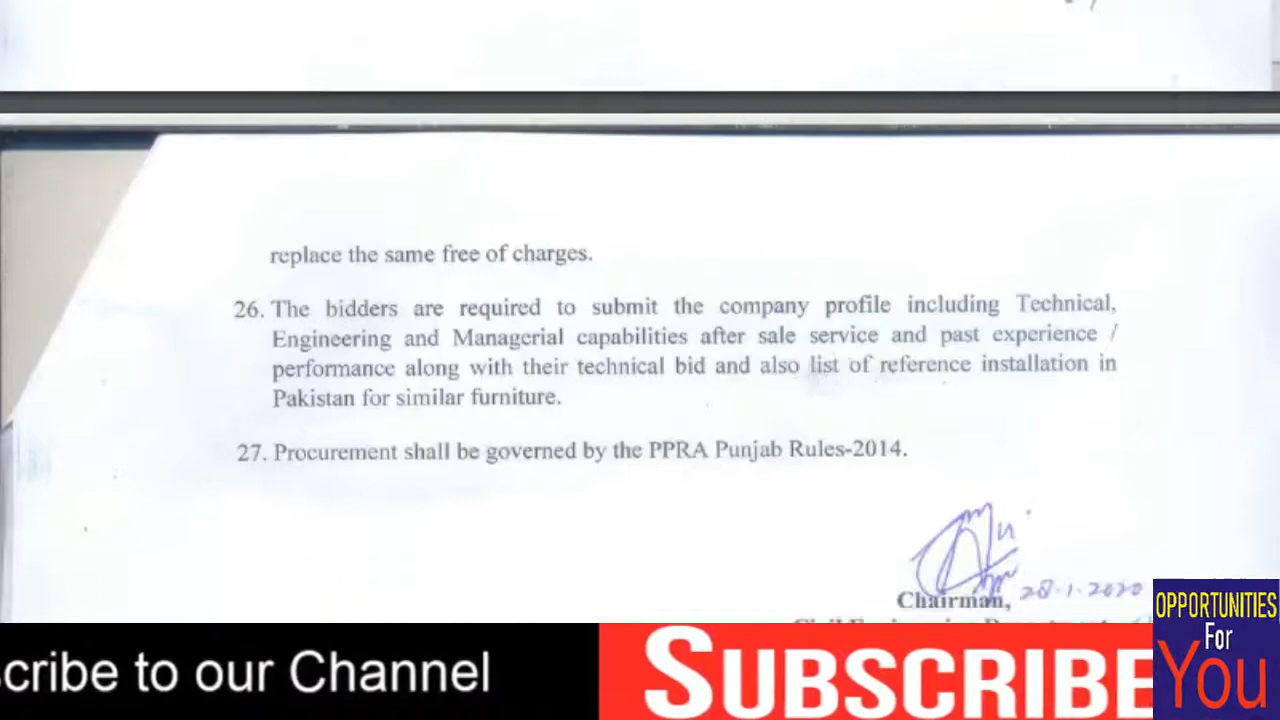 replace the same free of charges.
26. The bidders are required to submit the company profile including Technical,
Engineering and Managerial capabilities after sale service and past experience /
performance along with their technical bid and also list of reference installation in
Pakistan for similar furniture.
27. Procurement shall be governed by the PPRA Punjab Rules-2014.
Chairman, 28.1.2020
cribe to our Channel
SUBSCRIBE
OPPORTUNITIES
For
You